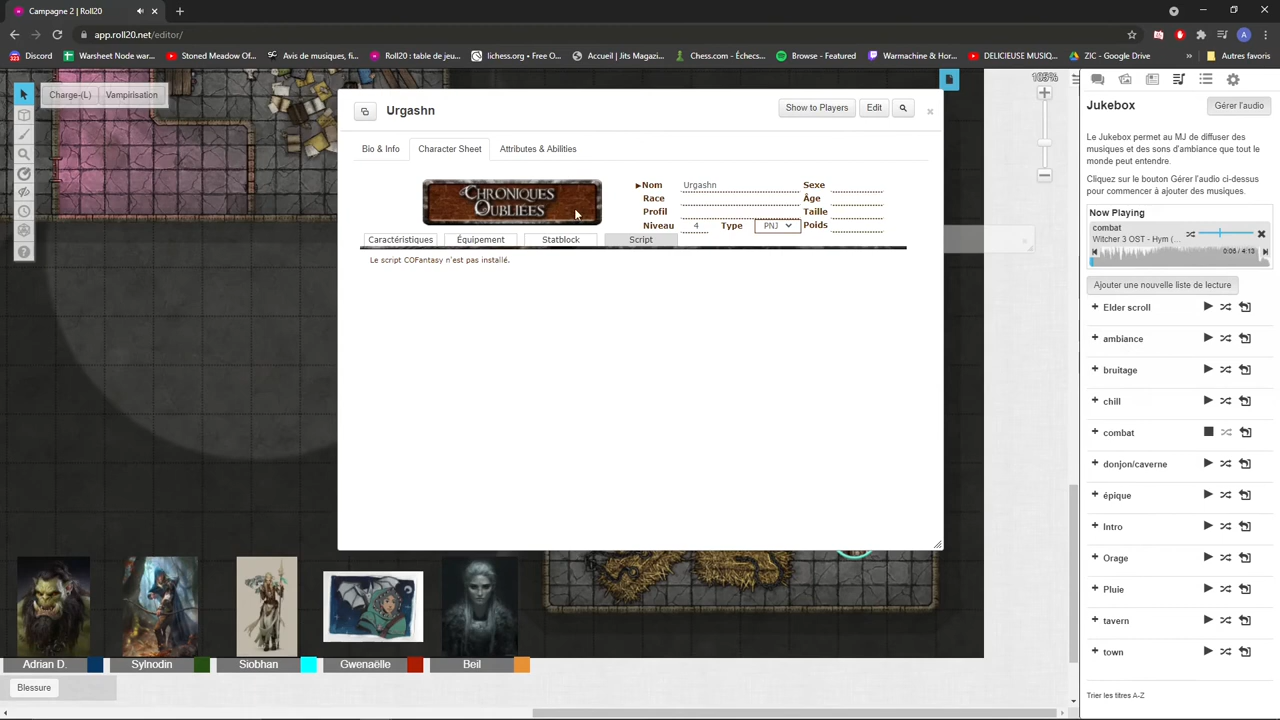 Campagne 2 | Roll20
app.roll20.net/editor/
Discord
Warsheet Node war...
Stoned Meadow Of...
Avis de musiques, fi...
Roll20 : table de jeu...
lichess.org • Free O...
Accueil | Jits Magazi...
Chess.com - Échecs...
Spotify - Browse - Featured
Warmachine & Hor...
DELICIEUSE MUSIQ...
ZIC - Google Drive
Autres favoris
Charge-(L)
Vampirisation
105%
Urgashn
Show to Players
Edit
Bio & Info
Character Sheet
Attributes & Abilities
CHRONIQUES
OUBLIEES
Nom
Urgashn
Sexe
Race
Âge
Profil
Taille
Niveau
4
Type
PNJ
Poids
Caractéristiques
Équipement
Statblock
Script
Le script COFantasy n'est pas installé.
Jukebox
Gérer l'audio
Le Jukebox permet au MJ de diffuser des
musiques et des sons d'ambiance que tout le
monde peut entendre.
Cliquez sur le bouton Gérer l'audio ci-dessus
pour commencer à ajouter des musiques.
Now Playing
combat
Witcher 3 OST - Hym (...
0:05 / 4:13
Ajouter une nouvelle liste de lecture
Elder scroll
ambiance
bruitage
chill
combat
donjon/caverne
épique
Intro
Orage
Pluie
tavern
town
Trier les titres A-Z
Adrian D.
Sylnodin
Siobhan
Gwenaëlle
Beil
Blessure